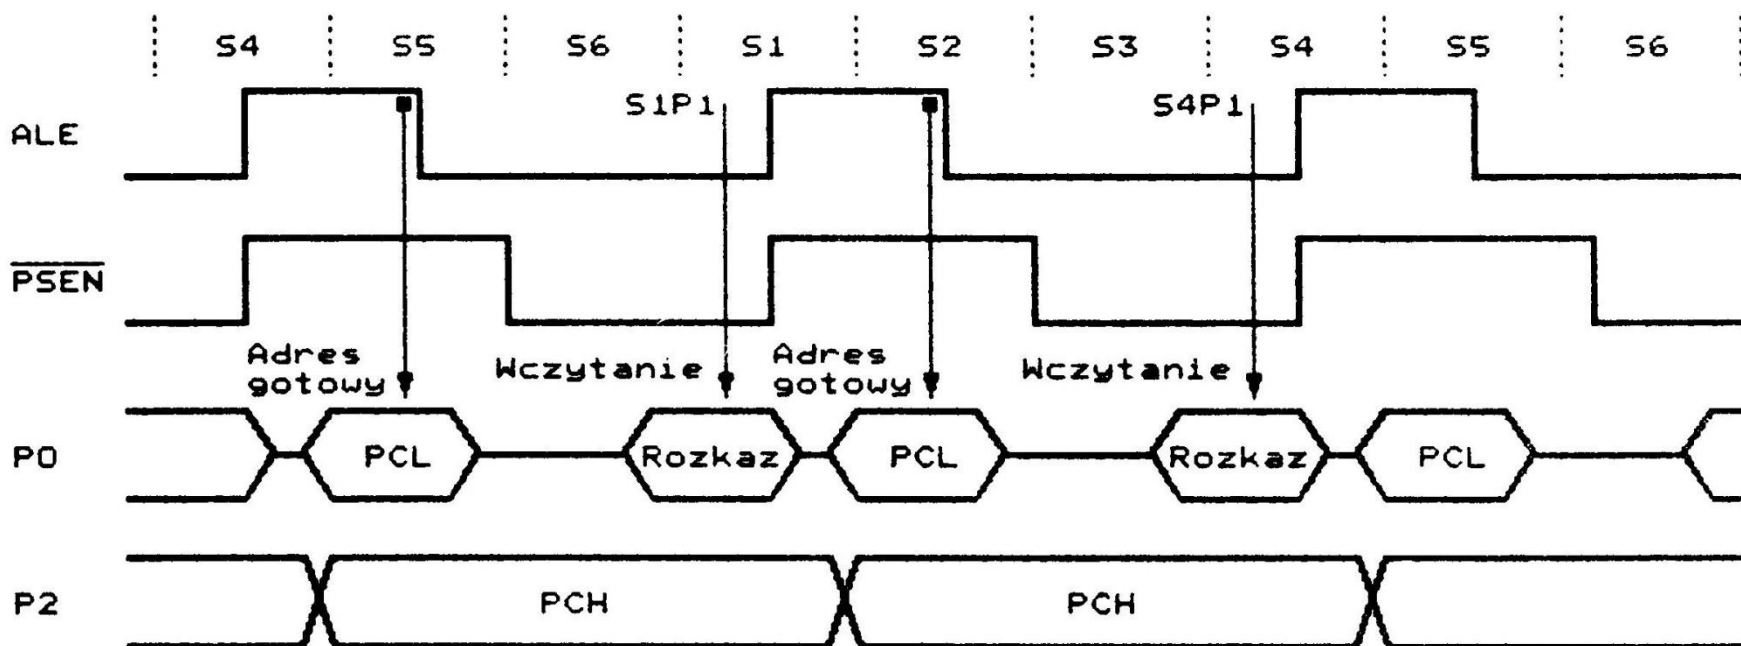 S4 S5 S6 S1 S2 S3 S4 S5 S6
ALE S1P1 S4P1
PSEN
Adres gotowy Wczytanie Adres gotowy Wczytanie
P0 PCL Rozkaz PCL Rozkaz PCL
P2 PCH PCH